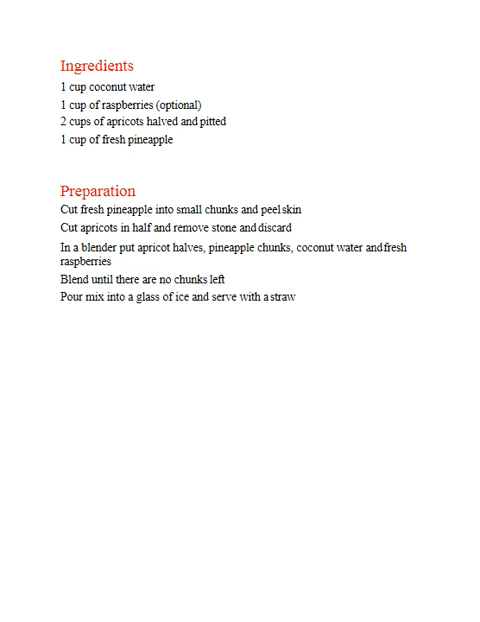 Ingredients
1 cup coconut water
1 cup of raspberries (optional)
2 cups of apricots halved and pitted
1 cup of fresh pineapple
Preparation
Cut fresh pineapple into small chunks and peel skin
Cut apricots in half and remove stone and discard
In a blender put apricot halves, pineapple chunks, coconut water and fresh
raspberries
Blend until there are no chunks left
Pour mix into a glass of ice and serve with a straw